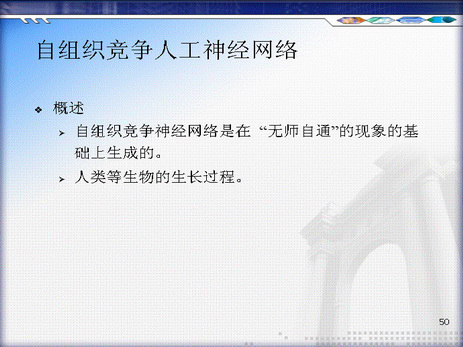 自组织竞争人工神经网络
概述
自组织竞争神经网络是在 “无师自通”的现象的基
础上生成的。
人类等生物的生长过程。
50